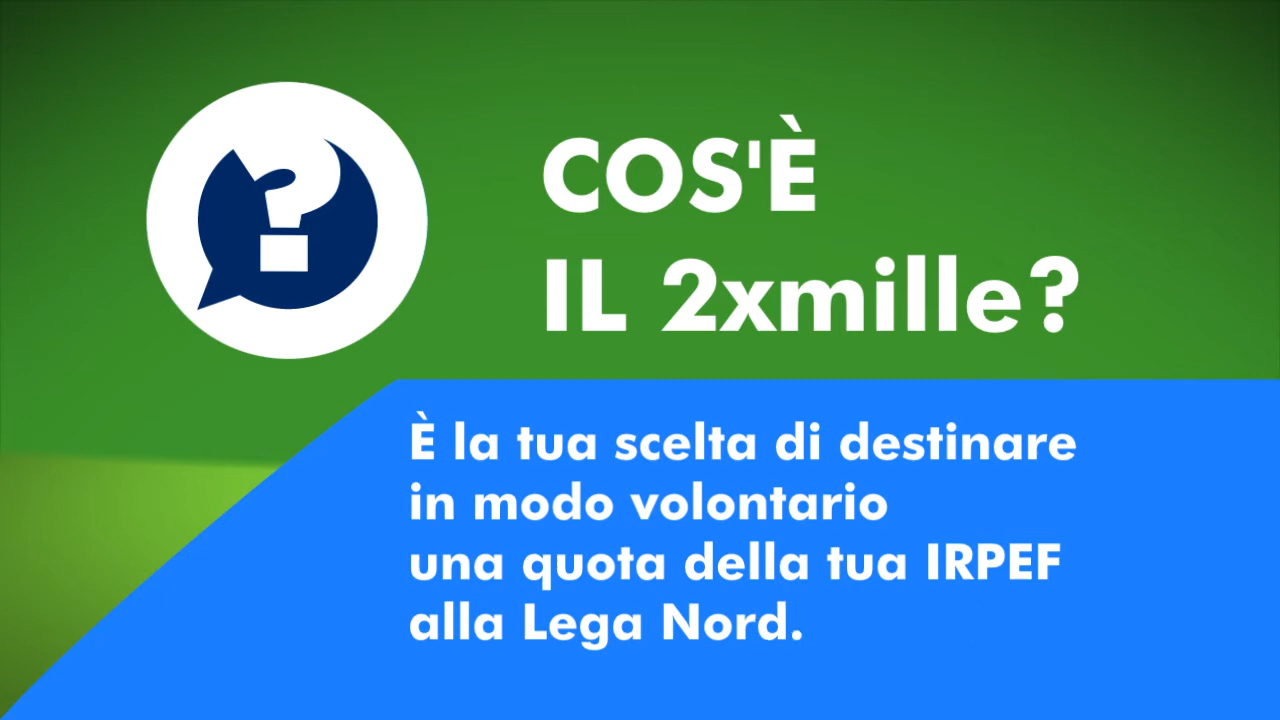 COS'È
IL 2xmille?
È la tua scelta di destinare
in modo volontario
una quota della tua IRPEF
alla Lega Nord.